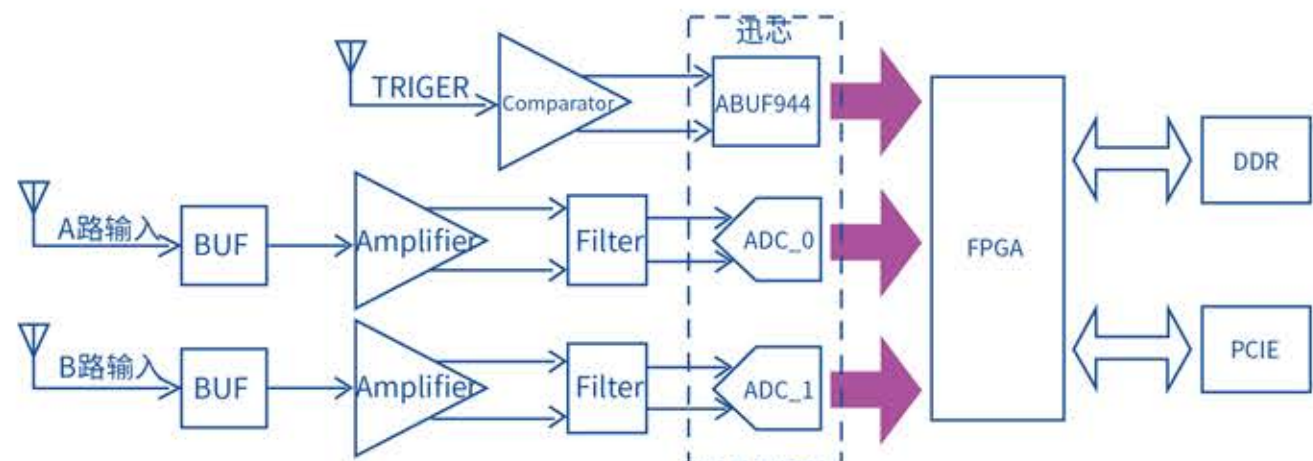 迅芯
TRIGER
Comparator
ABUF944
DDR
A路输入
BUF
Amplifier
Filter
ADC_0
FPGA
B路输入
BUF
Amplifier
Filter
ADC_1
PCIE